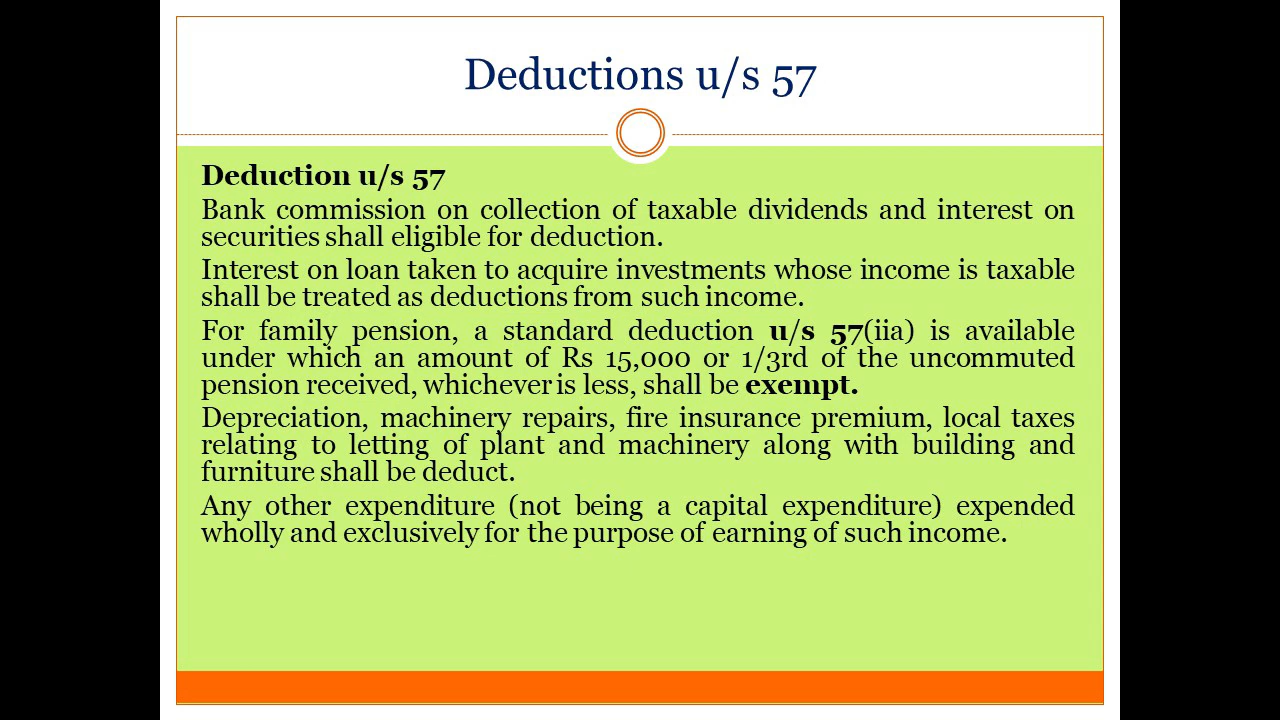 Deductions u/s 57
Deduction u/s 57
Bank commission on collection of taxable dividends and interest on
securities shall eligible for deduction.
Interest on loan taken to acquire investments whose income is taxable
shall be treated as deductions from such income.
For family pension, a standard deduction u/s 57(iia) is available
under which an amount of Rs 15,000 or 1/3rd of the uncommuted
pension received, whichever is less, shall be exempt.
Depreciation, machinery repairs, fire insurance premium, local taxes
relating to letting of plant and machinery along with building and
furniture shall be deduct.
Any other expenditure (not being a capital expenditure) expended
wholly and exclusively for the purpose of earning of such income.